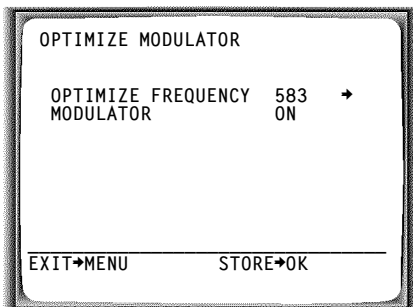 OPTIMIZE MODULATOR
OPTIMIZE FREQUENCY 583 →
MODULATOR ON
EXIT→MENU STORE→OK